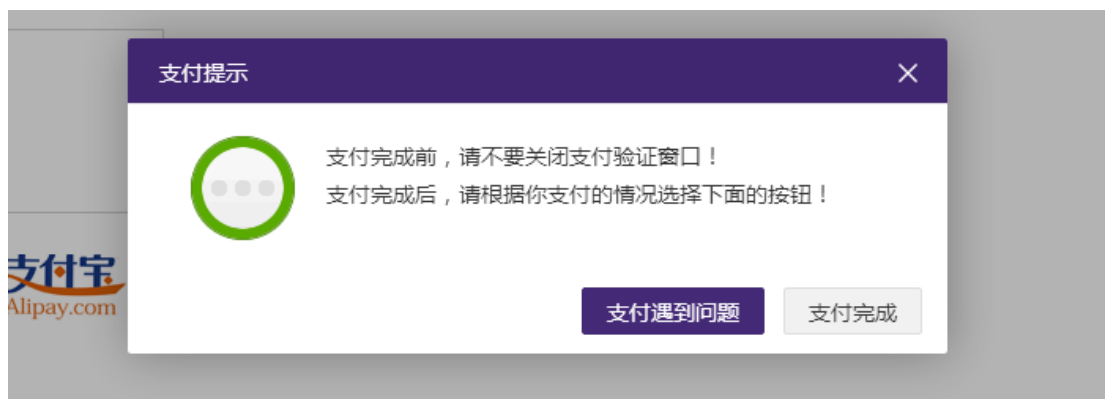 支付提示
支付完成前，请不要关闭支付验证窗口！
支付完成后，请根据你支付的情况选择下面的按钮！
支付宝
Alipay.com
支付遇到问题
支付完成